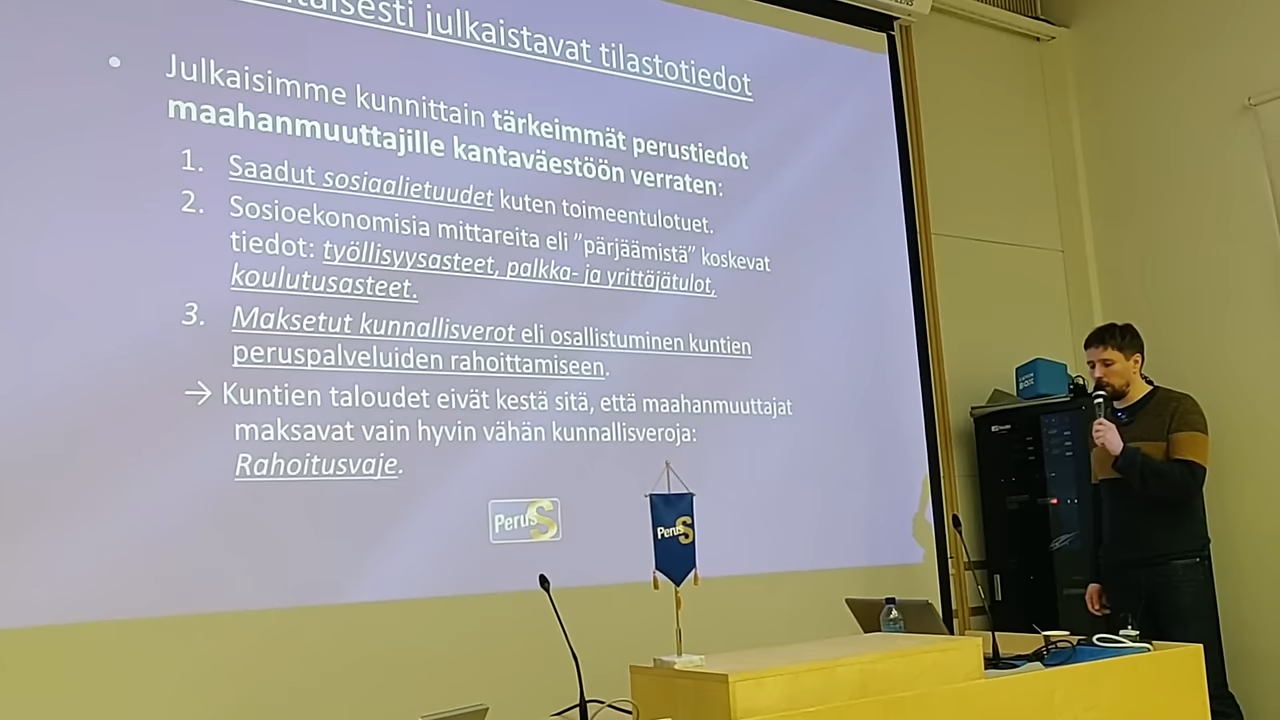 julkaistavat tilastotiedot
Julkaisimme kunnittain tärkeimmät perustiedot
maahanmuuttajille kantaväestöön verraten:
1. Saadut sosiaalietuudet kuten toimeentulotuet.
2. Sosioekonomisia mittareita eli ”pärjäämistä” koskevat
tiedot: työllisyysasteet, palkka- ja yrittäjätulot,
koulutusasteet.
3. Maksetut kunnallisverot eli osallistuminen kuntien
peruspalveluiden rahoittamiseen.
→ Kuntien taloudet eivät kestä sitä, että maahanmuuttajat
maksavat vain hyvin vähän kunnallisveroja:
Rahoitusvaje.
PerusS
PerusS